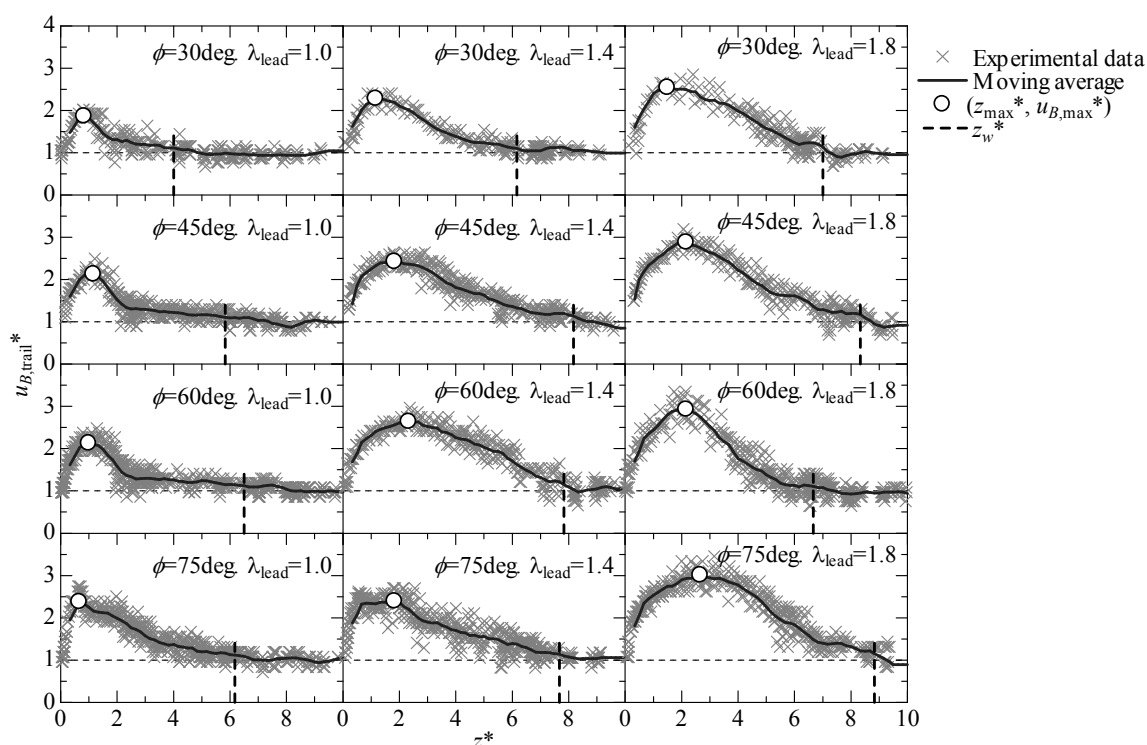 4
3
2
1
0
ϕ=30deg. λlead=1.0
ϕ=30deg. λlead=1.4
ϕ=30deg. λlead=1.8
Experimental data
Moving average
(zmax*, uB,max*)
zw*
3
2
1
0
ϕ=45deg. λlead=1.0
ϕ=45deg. λlead=1.4
ϕ=45deg. λlead=1.8
uB,trail*
3
2
1
0
ϕ=60deg. λlead=1.0
ϕ=60deg. λlead=1.4
ϕ=60deg. λlead=1.8
3
2
1
0
ϕ=75deg. λlead=1.0
ϕ=75deg. λlead=1.4
ϕ=75deg. λlead=1.8
0 2 4 6 8 0 2 4 6 8 0 2 4 6 8 10
z*